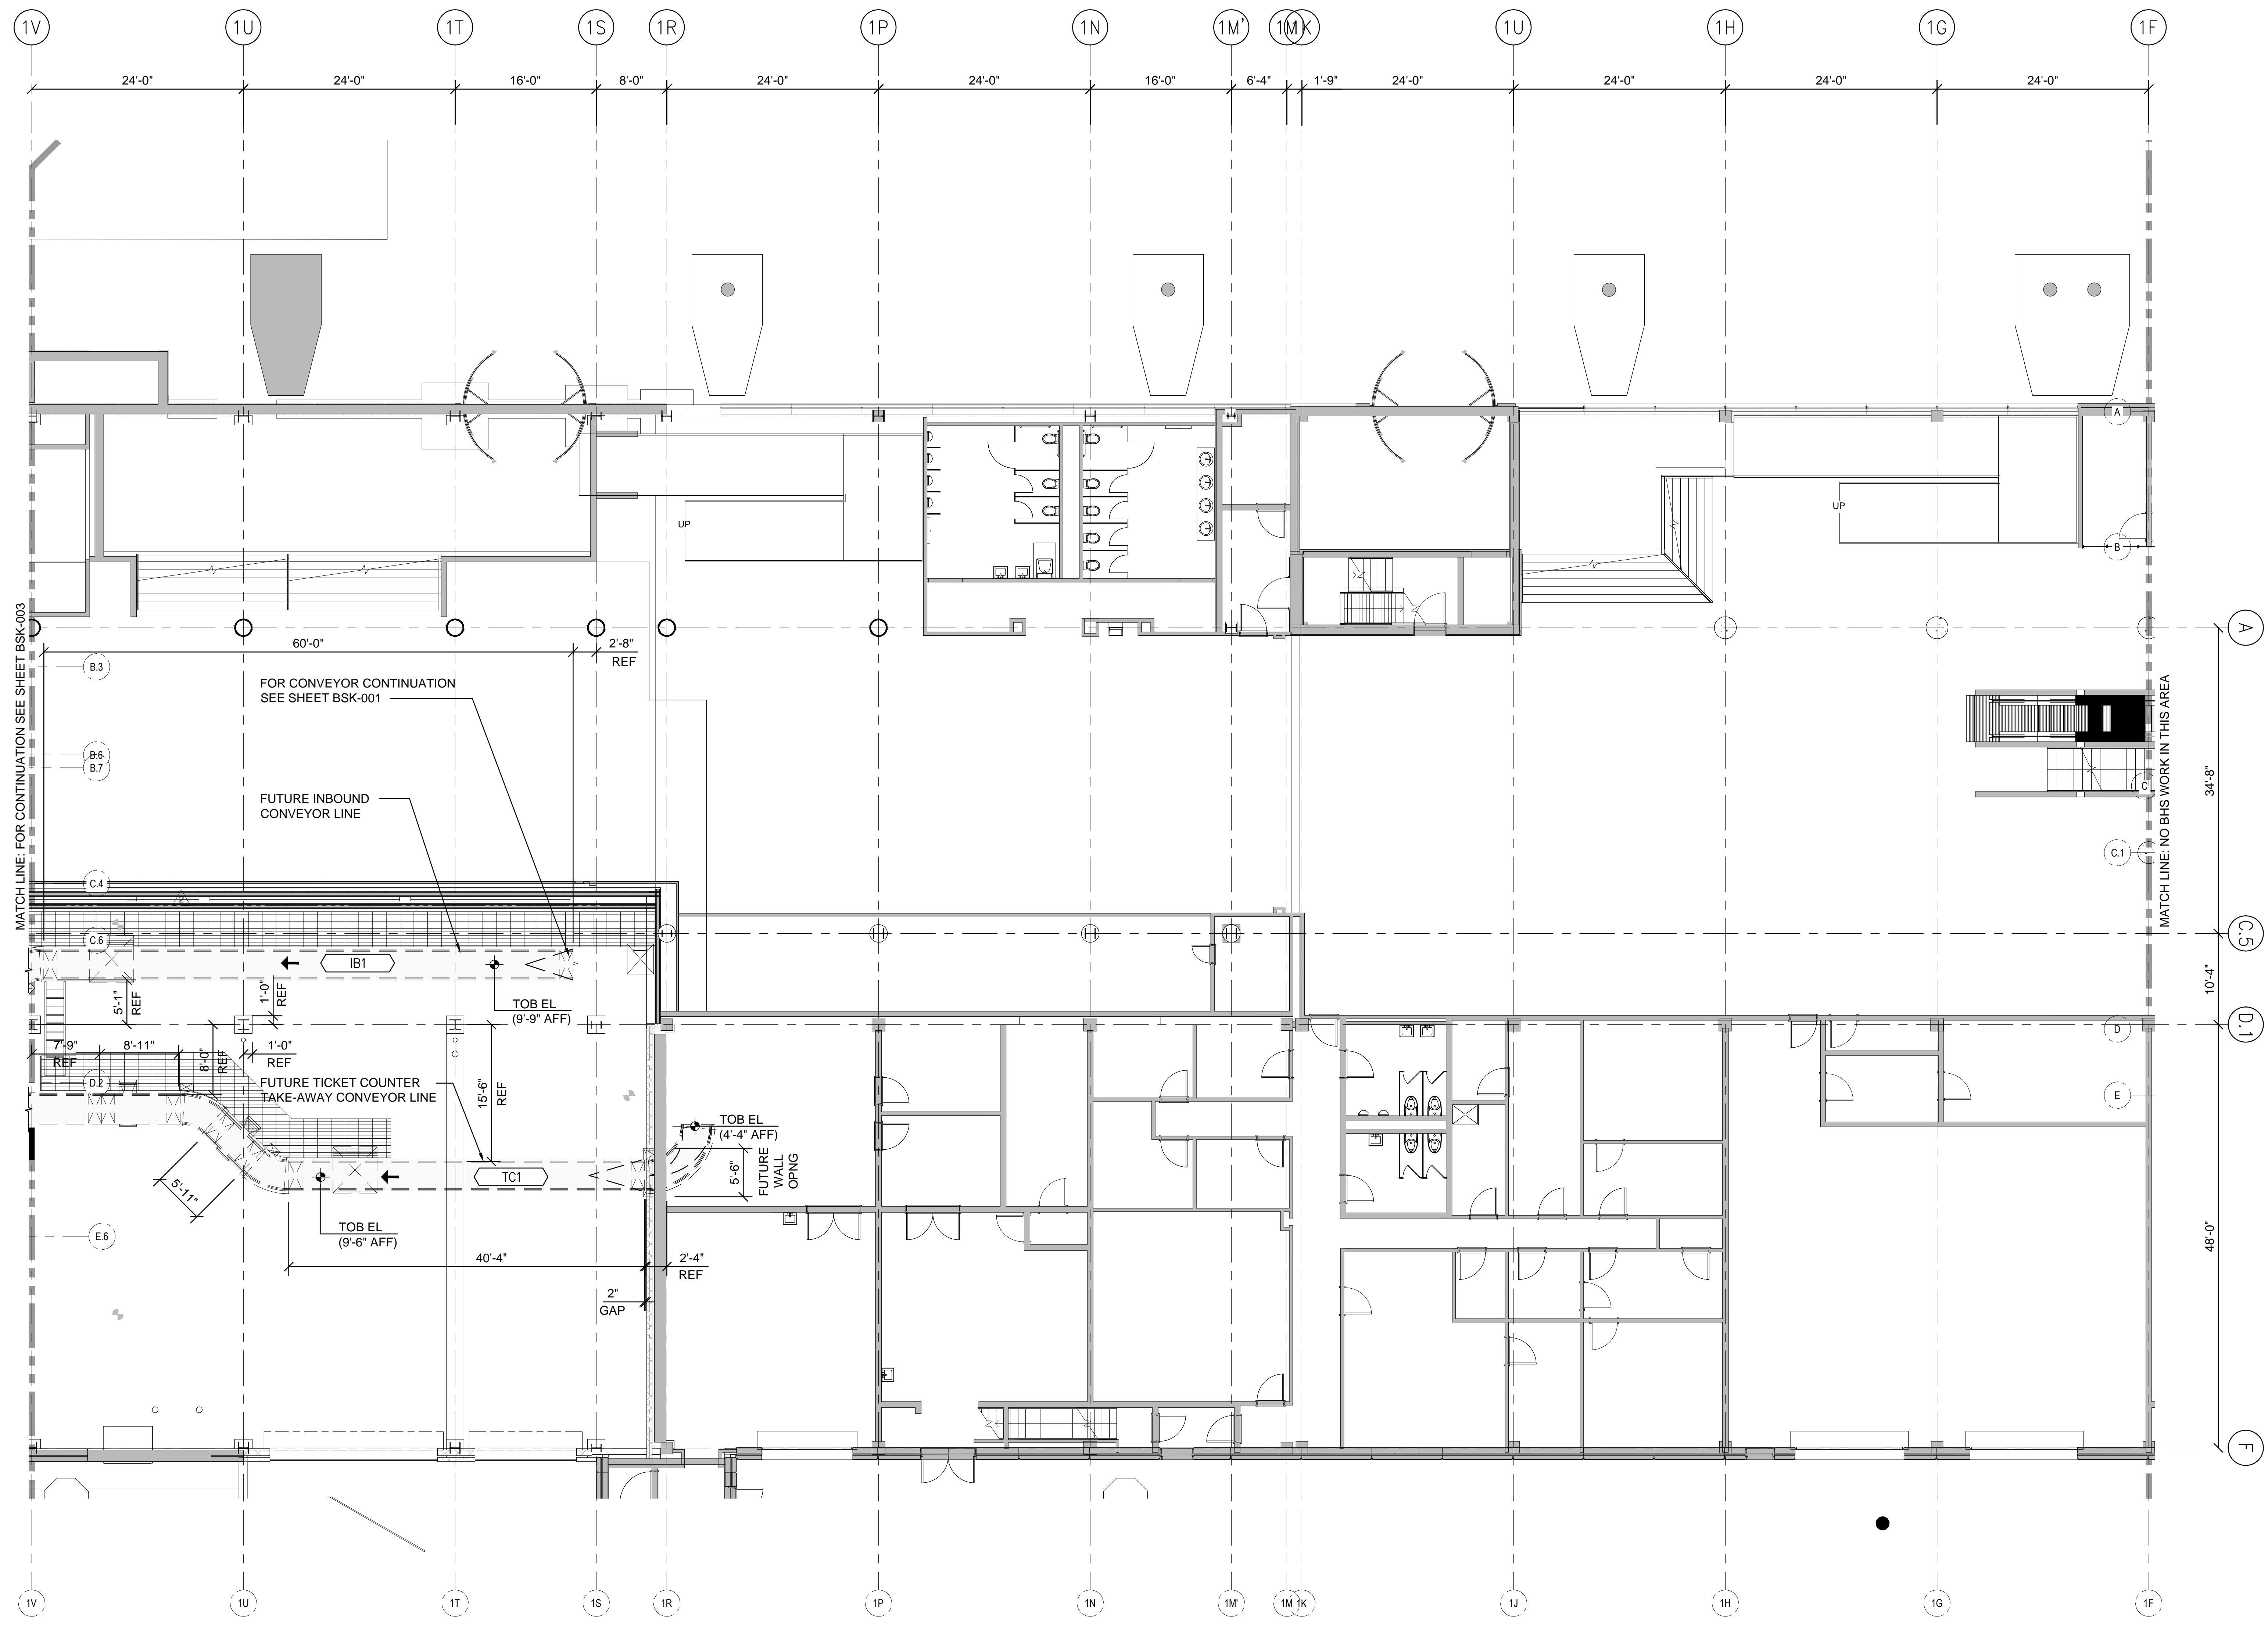 1V
1U
1T
1S
1R
1P
1N
1M'
1M
1K
1U
1H
1G
1F
24'-0"
24'-0"
16'-0"
8'-0"
24'-0"
24'-0"
16'-0"
6'-4"
1'-9"
24'-0"
24'-0"
24'-0"
24'-0"
A
UP
UP
B
MATCH LINE: FOR CONTINUATION SEE SHEET BSK-003
60'-0"
2'-8"
REF
A
B.3
FOR CONVEYOR CONTINUATION
SEE SHEET BSK-001
MATCH LINE: NO BHS WORK IN THIS AREA
B.6
B.7
34'-8"
C
FUTURE INBOUND
CONVEYOR LINE
C.1
C.4
2
C.6
C.5
IB1
5'-1"
REF
1'-0"
REF
TOB EL
(9'-9" AFF)
10'-4"
D.1
D
7'-9"
REF
8'-11"
8'-0"
REF
1'-0"
REF
D.2
FUTURE TICKET COUNTER
TAKE-AWAY CONVEYOR LINE
15'-6"
REF
E
TOB EL
(4'-4" AFF)
5'-6"
FUTURE
WALL
OPNG
TC1
5'-11"
TOB EL
(9'-6" AFF)
E.6
40'-4"
2'-4"
REF
48'-0"
2"
GAP
F
1V
1U
1T
1S
1R
1P
1N
1M'
1M
1K
1J
1H
1G
1F